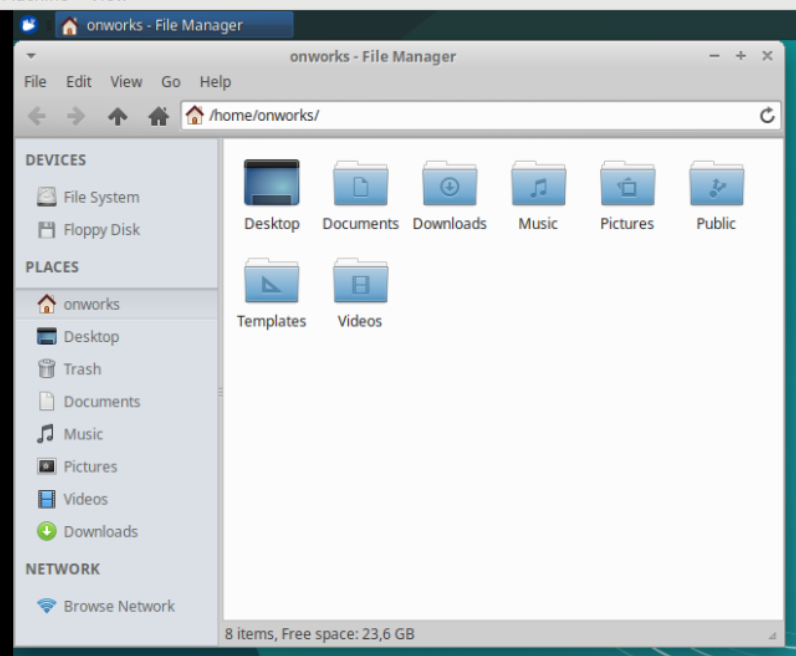 onworks - File Manager
onworks - File Manager
File Edit View Go Help
/home/onworks/
DEVICES
File System
Floppy Disk
PLACES
onworks
Desktop
Trash
Documents
Music
Pictures
Videos
Downloads
NETWORK
Browse Network
Desktop Documents Downloads Music Pictures Public
Templates Videos
8 items, Free space: 23,6 GB